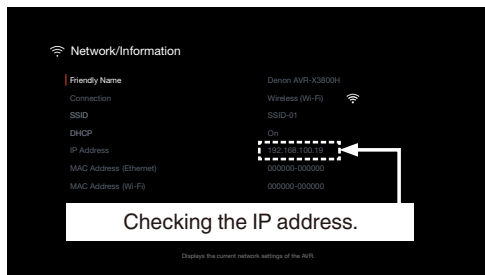 Network/Information
Friendly Name Denon AVR-X3800H
Connection Wireless (Wi-Fi)
SSID SSID-01
DHCP On
IP Address 192.168.100.19
MAC Address (Ethernet) 000000-000000
MAC Address (Wi-Fi) 000000-000000
Checking the IP address.
Displays the current network settings of the AVR.